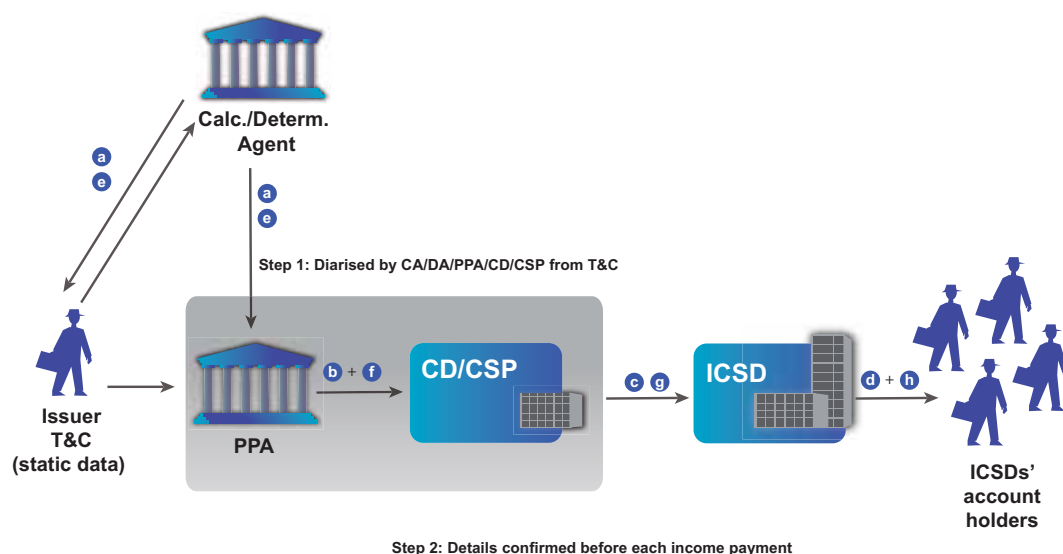 Calc./Determ.
Agent
a
e
a
e
Step 1: Diarised by CA/DA/PPA/CD/CSP from T&C
Issuer
T&C
(static data)
PPA
b + f
CD/CSP
c g
ICSD
d + h
ICSDs'
account
holders
Step 2: Details confirmed before each income payment